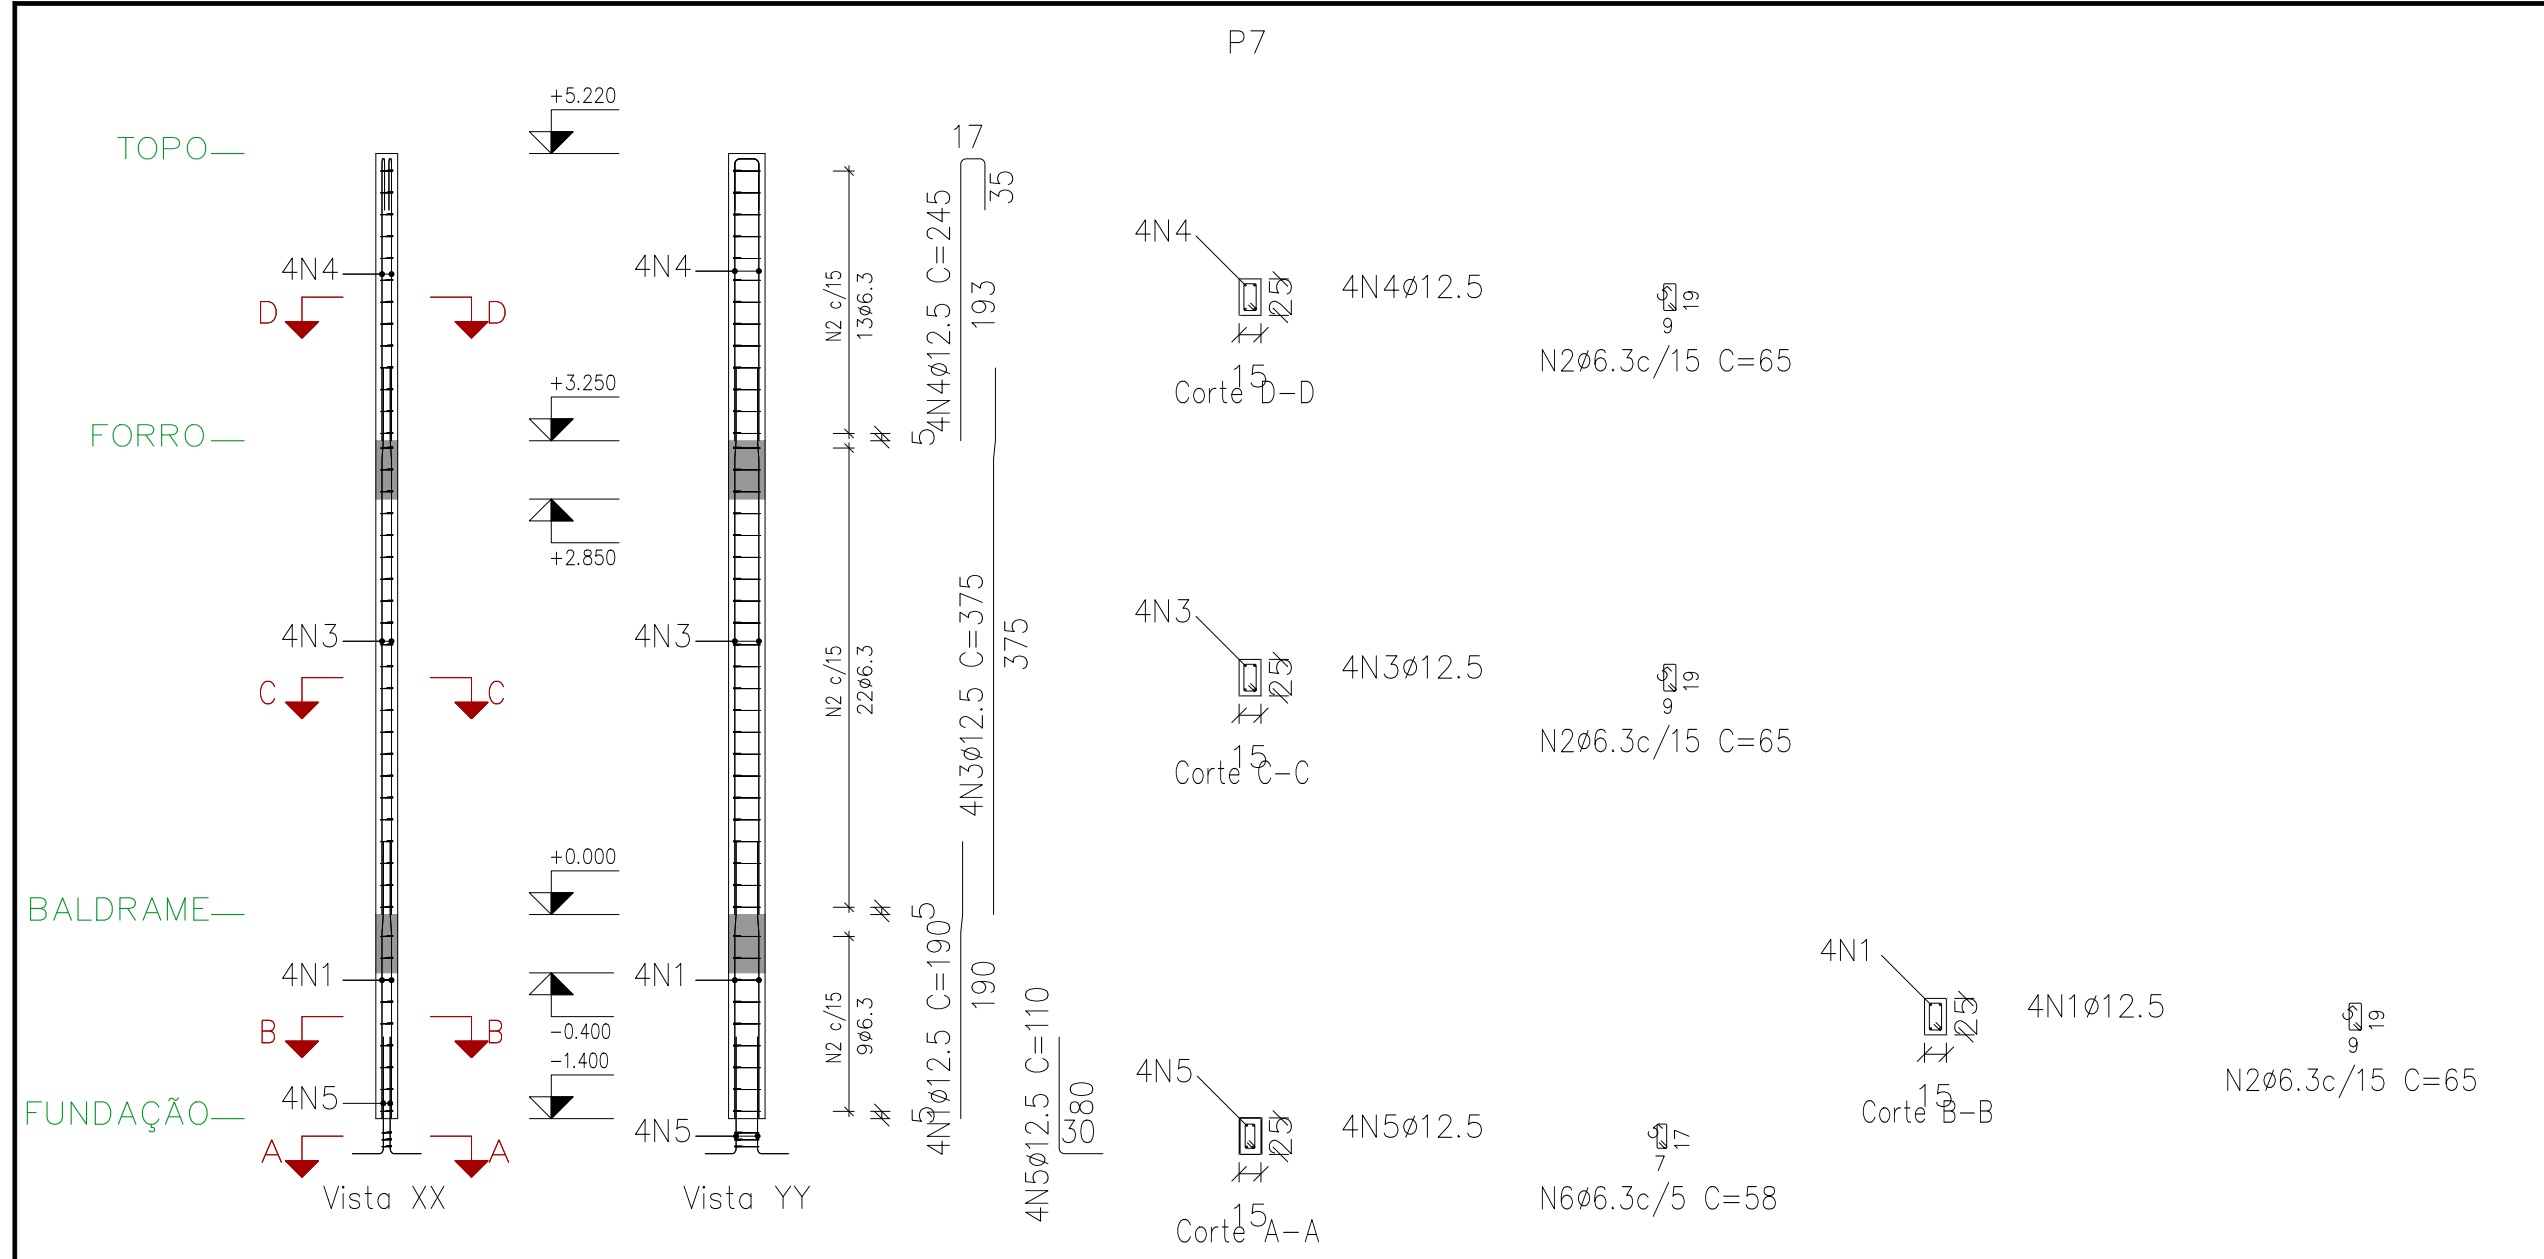 P7
TOPO
FORRO
BALDRAME
FUNDAÇÃO
4N4
D
D
4N3
C
C
4N1
B
B
4N5
A
A
Vista XX
+5.220
+3.250
+2.850
+0.000
-0.400
-1.400
4N4
4N3
4N1
4N5
Vista YY
N2 c/15
13ø6.3
N2 c/15
22ø6.3
N2 c/15
9ø6.3
5
5
5
17
35
4N4ø12.5 C=245
193
4N3ø12.5 C=375
375
4N1ø12.5 C=190
190
4N5ø12.5 C=110
80
30
4N4
25
15
4N4ø12.5
Corte D-D
19
9
N2ø6.3c/15 C=65
4N3
25
15
4N3ø12.5
Corte C-C
19
9
N2ø6.3c/15 C=65
4N1
25
15
4N1ø12.5
Corte B-B
19
9
N2ø6.3c/15 C=65
4N5
25
15
4N5ø12.5
Corte A-A
17
7
N6ø6.3c/5 C=58